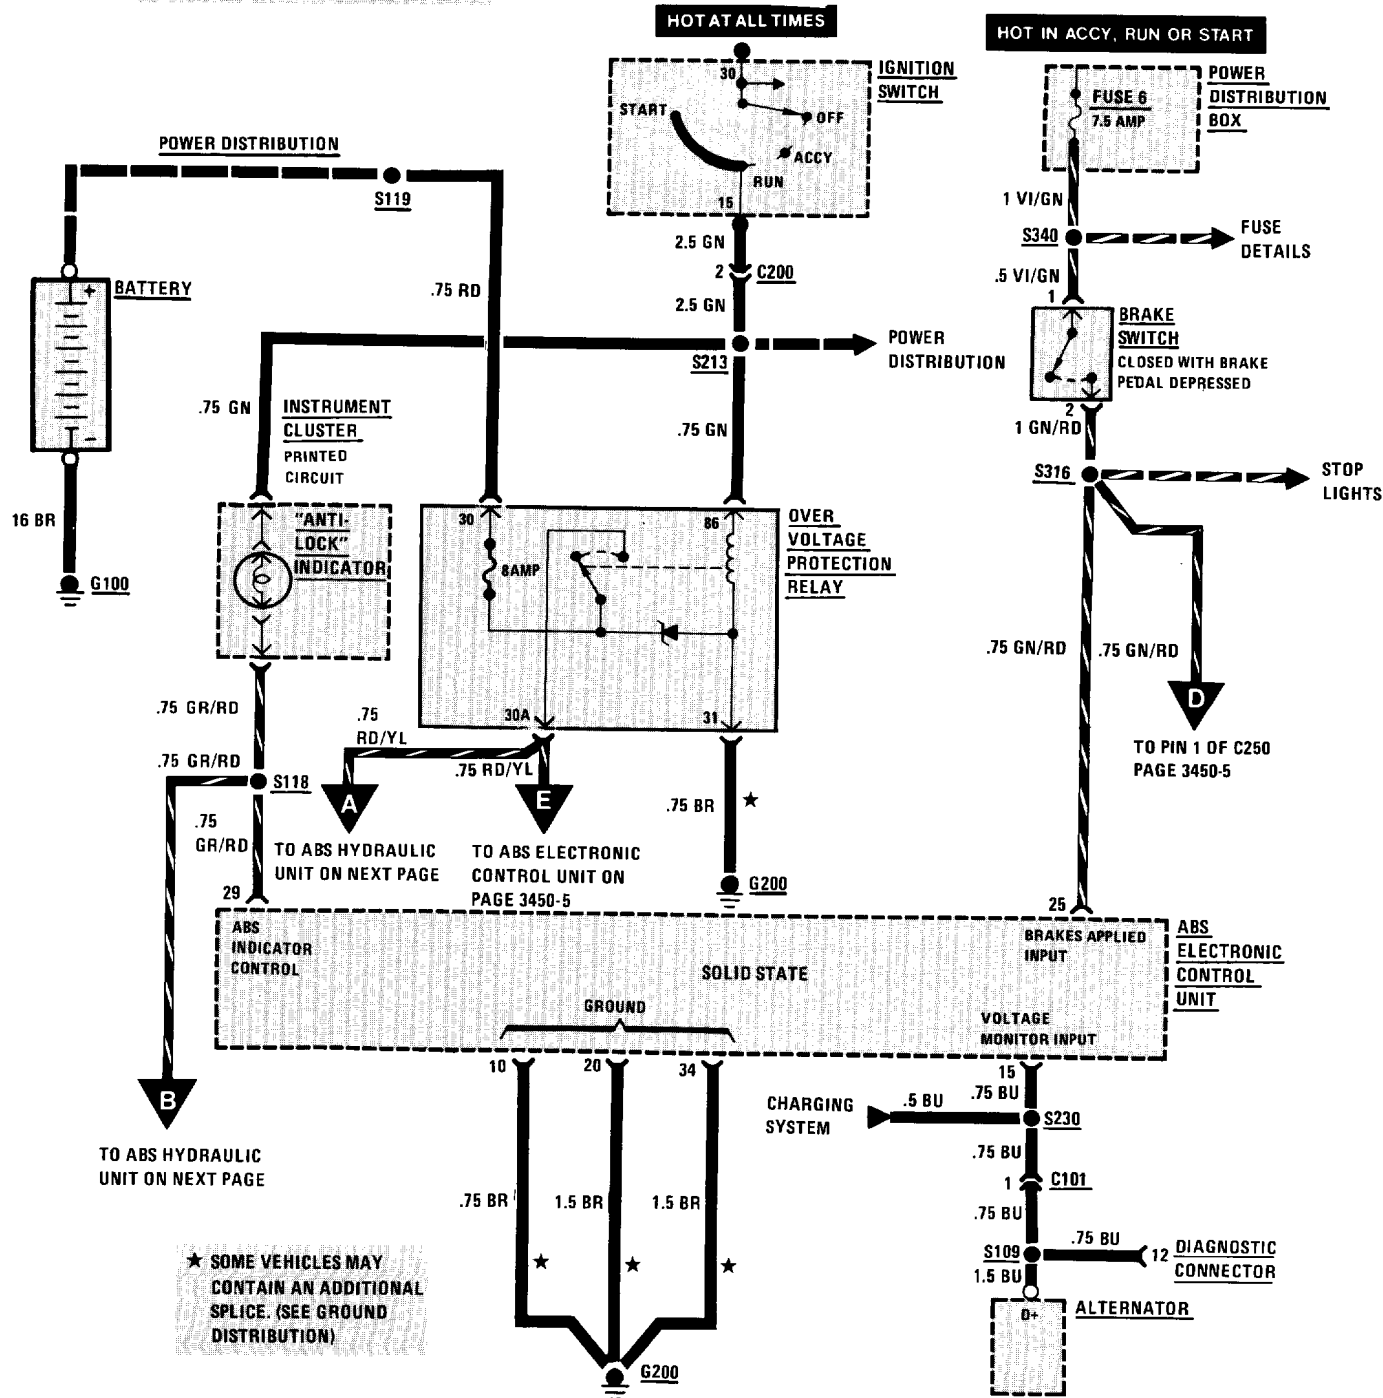 HOT AT ALL TIMES
HOT IN ACCY, RUN OR START
30
IGNITION
SWITCH
START
OFF
ACCY
RUN
15
POWER
DISTRIBUTION
BOX
FUSE 6
7.5 AMP
POWER DISTRIBUTION
S119
1 VI/GN
S340
FUSE
DETAILS
.5 VI/GN
2.5 GN
2
C200
2.5 GN
.75 RD
BATTERY
+
−
1
BRAKE
SWITCH
CLOSED WITH BRAKE
PEDAL DEPRESSED
2
S213
POWER
DISTRIBUTION
.75 GN
INSTRUMENT
CLUSTER
PRINTED
CIRCUIT
.75 GN
1 GN/RD
S316
STOP
LIGHTS
16 BR
G100
"ANTI-
LOCK"
INDICATOR
30
86
8AMP
30A
31
OVER
VOLTAGE
PROTECTION
RELAY
.75 GN/RD
.75 GN/RD
D
TO PIN 1 OF C250
PAGE 3450-5
.75 GR/RD
.75
RD/YL
.75 GR/RD
S118
.75 RD/YL
.75
GR/RD
A
E
.75 BR
★
TO ABS HYDRAULIC
UNIT ON NEXT PAGE
TO ABS ELECTRONIC
CONTROL UNIT ON
PAGE 3450-5
G200
29
25
ABS
INDICATOR
CONTROL
SOLID STATE
BRAKES APPLIED
INPUT
ABS
ELECTRONIC
CONTROL
UNIT
GROUND
VOLTAGE
MONITOR INPUT
10
20
34
15
.75 BU
B
TO ABS HYDRAULIC
UNIT ON NEXT PAGE
CHARGING
SYSTEM
.5 BU
S230
.75 BU
1
C101
.75 BR
1.5 BR
1.5 BR
.75 BU
★
★
★
S109
.75 BU
12
DIAGNOSTIC
CONNECTOR
1.5 BU
D+
ALTERNATOR
★ SOME VEHICLES MAY
CONTAIN AN ADDITIONAL
SPLICE. (SEE GROUND
DISTRIBUTION)
G200